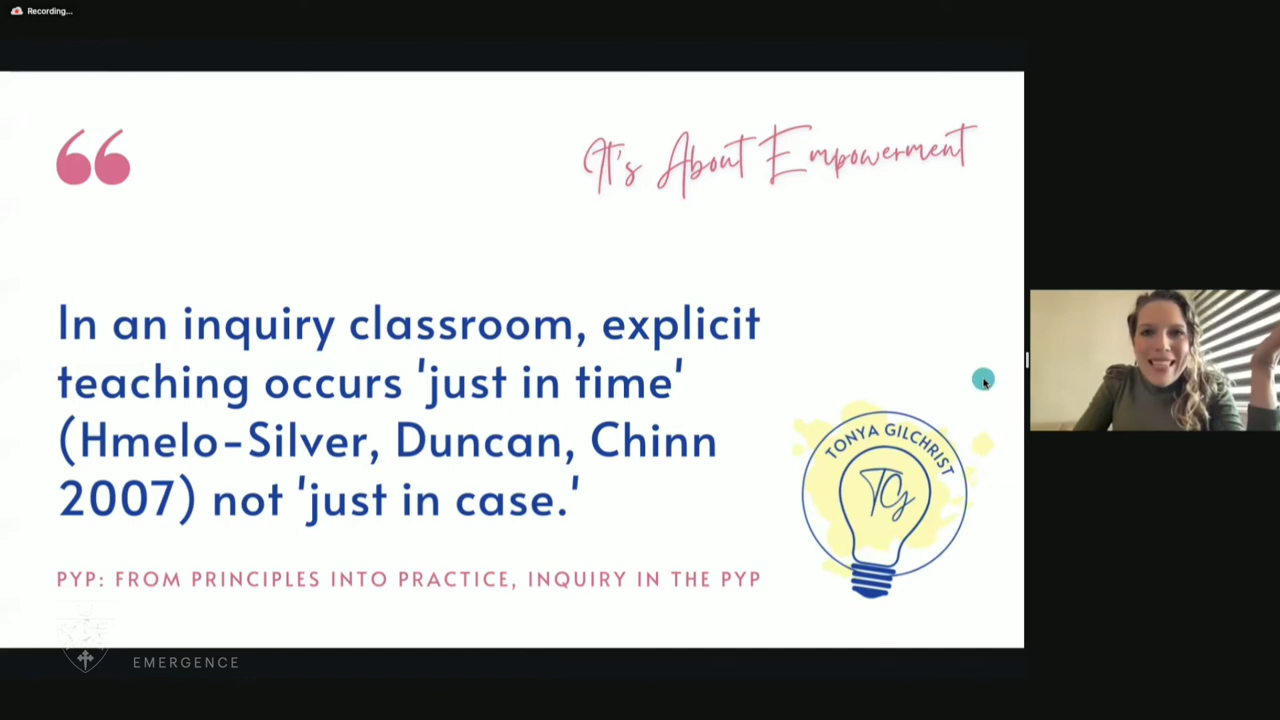 Recording...
It's About Empowerment
In an inquiry classroom, explicit
teaching occurs 'just in time'
(Hmelo-Silver, Duncan, Chinn
2007) not 'just in case.'
TONYA GILCHRIST
TG
PYP: FROM PRINCIPLES INTO PRACTICE, INQUIRY IN THE PYP
EMERGENCE